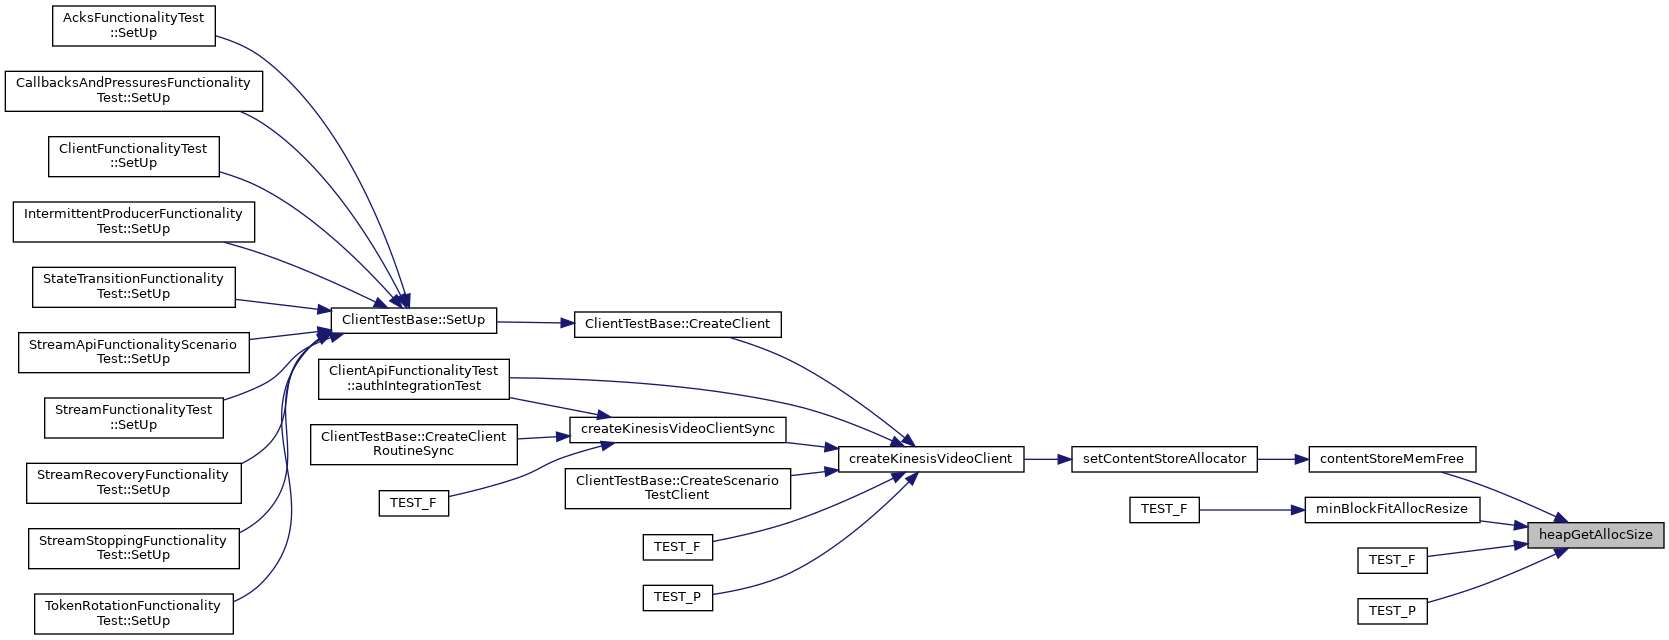 AcksFunctionalityTest
::SetUp
CallbacksAndPressuresFunctionality
Test::SetUp
ClientFunctionalityTest
::SetUp
IntermittentProducerFunctionality
Test::SetUp
StateTransitionFunctionality
Test::SetUp
StreamApiFunctionalityScenario
Test::SetUp
StreamFunctionalityTest
::SetUp
StreamRecoveryFunctionality
Test::SetUp
StreamStoppingFunctionality
Test::SetUp
TokenRotationFunctionality
Test::SetUp
ClientTestBase::SetUp
ClientApiFunctionalityTest
::authIntegrationTest
ClientTestBase::CreateClient
RoutineSync
TEST_F
ClientTestBase::CreateClient
createKinesisVideoClientSync
ClientTestBase::CreateScenario
TestClient
TEST_F
TEST_P
createKinesisVideoClient
setContentStoreAllocator
TEST_F
contentStoreMemFree
minBlockFitAllocResize
TEST_F
TEST_P
heapGetAllocSize